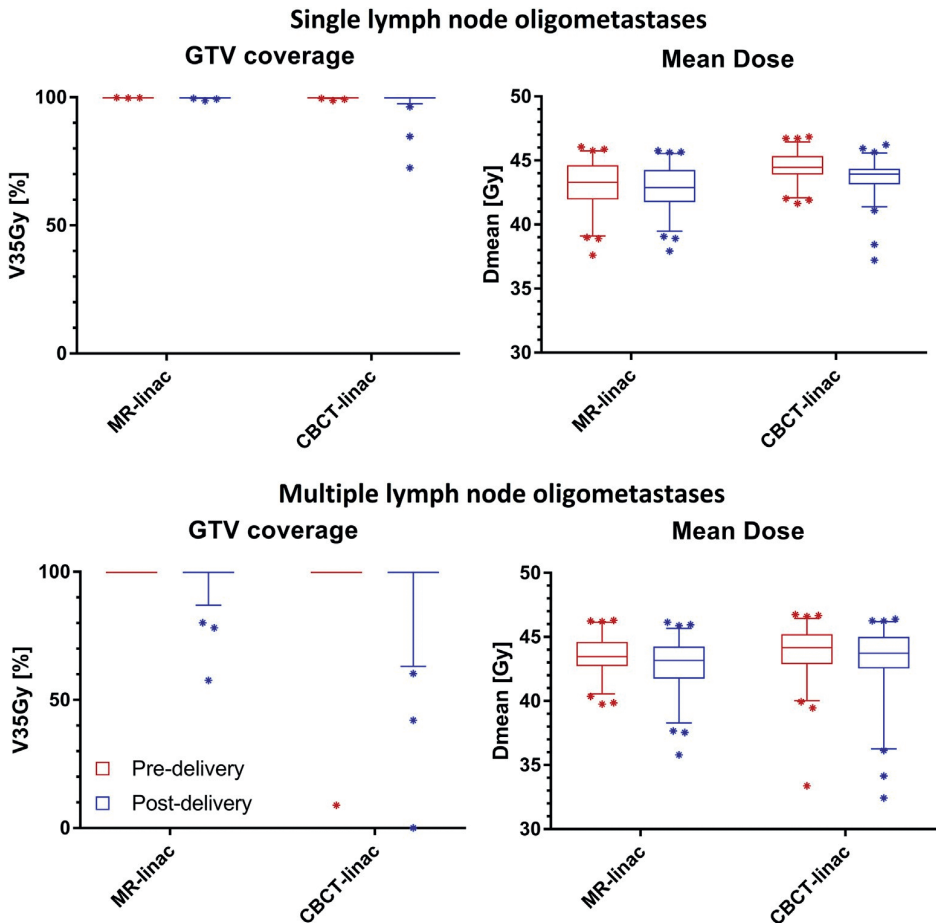 Single lymph node oligometastases
GTV coverage
Mean Dose
V35Gy [%]
100
50
0
MR-linac
CBCT-linac
Dmean [Gy]
50
45
40
35
30
MR-linac
CBCT-linac
Multiple lymph node oligometastases
GTV coverage
Mean Dose
V35Gy [%]
100
50
0
Pre-delivery
Post-delivery
MR-linac
CBCT-linac
Dmean [Gy]
50
45
40
35
30
MR-linac
CBCT-linac